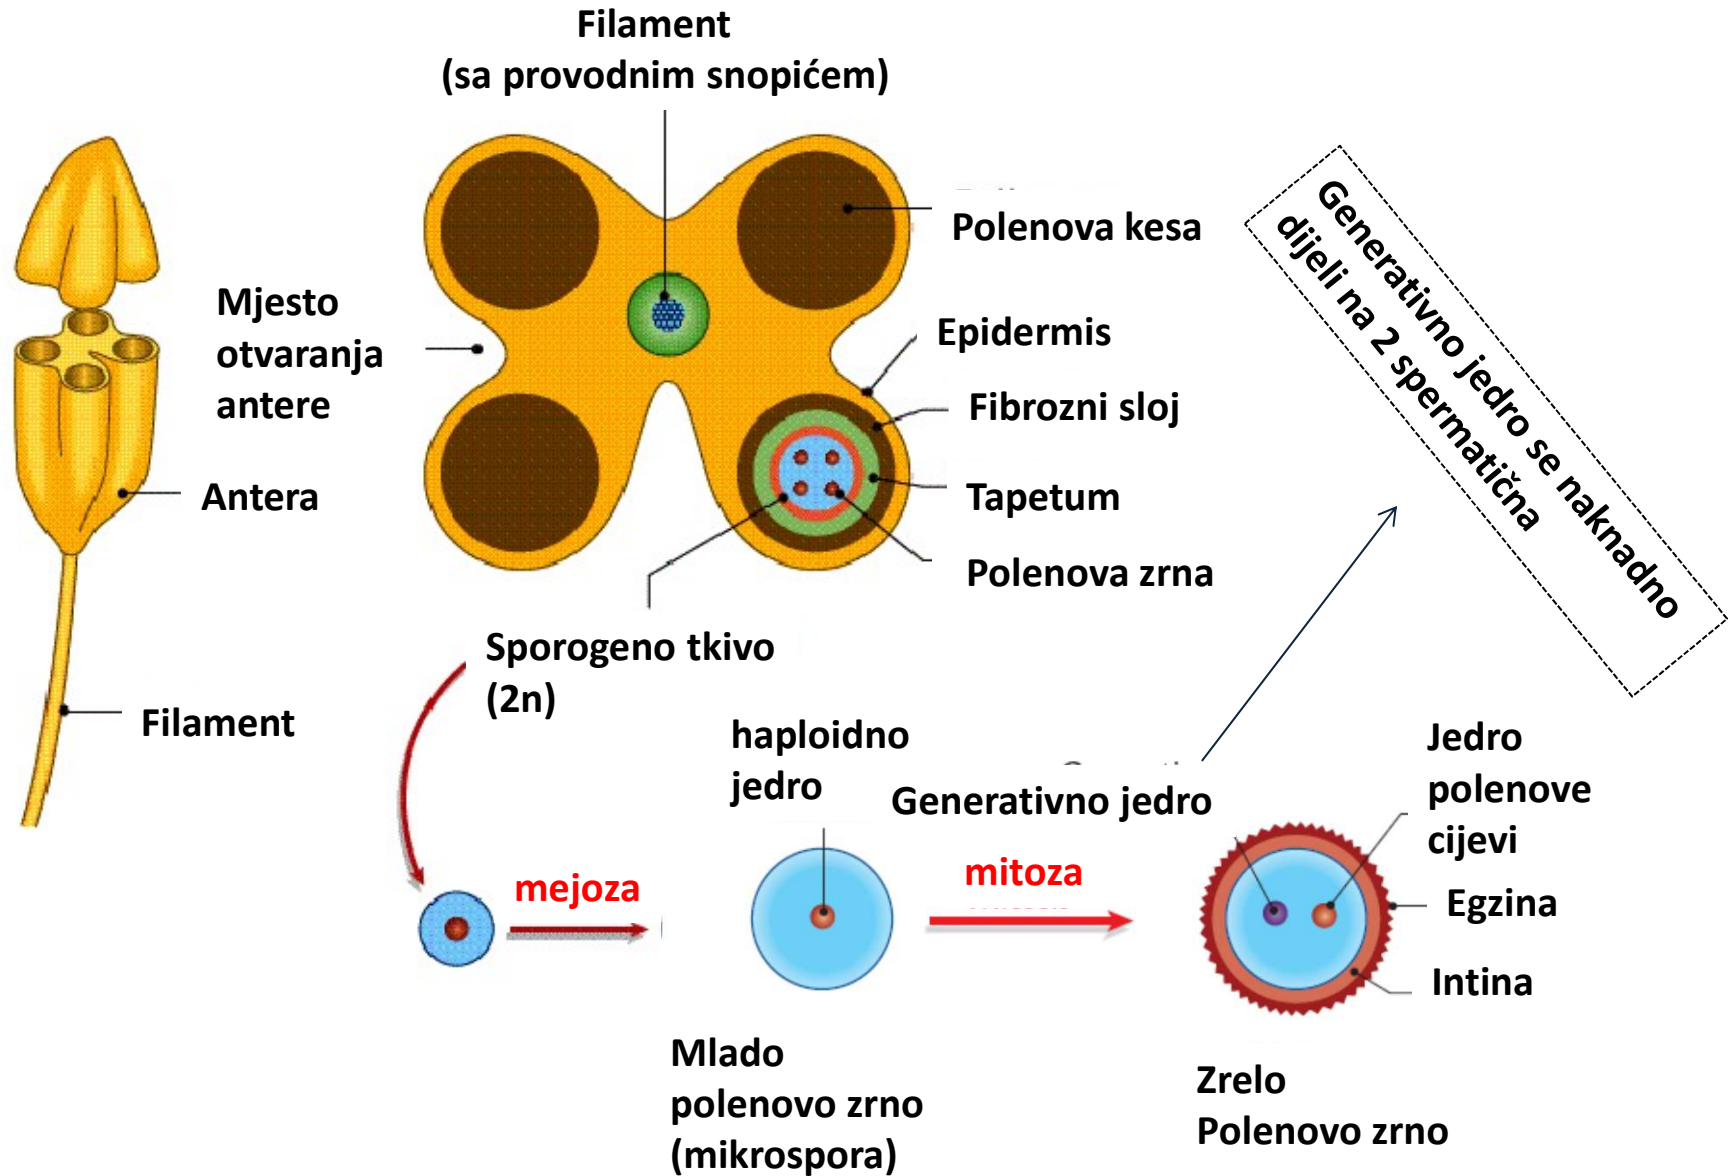 Filament
(sa provodnim snopićem)
Polenova kesa
Mjesto
otvaranja
antere
Epidermis
Fibrozni sloj
Antera
Tapetum
Polenova zrna
Generativno jedro se naknadno
dijeli na 2 spermatična
Sporogeno tkivo
(2n)
Filament
haploidno
jedro
Generativno jedro
Jedro
polenove
cijevi
mejoza
mitoza
Egzina
Intina
Mlado
polenovo zrno
(mikrospora)
Zrelo
Polenovo zrno